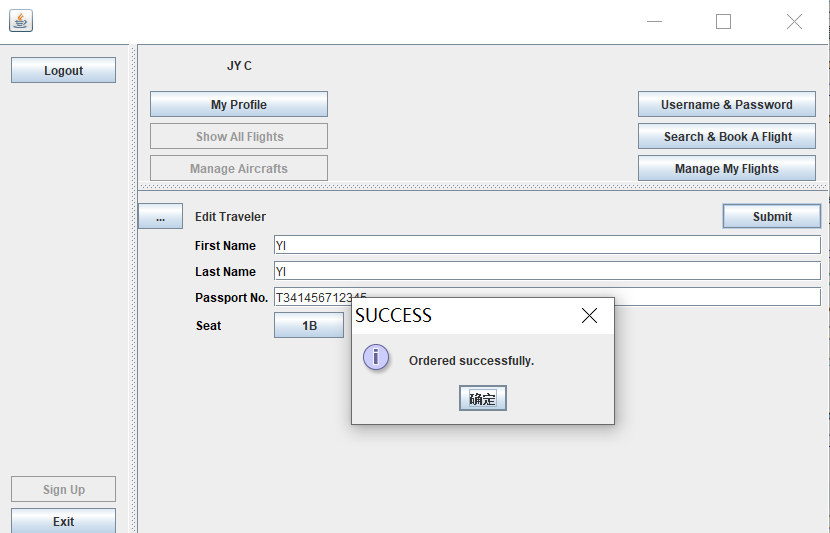 Logout
JY C
My Profile
Username & Password
Show All Flights
Search & Book A Flight
Manage Aircrafts
Manage My Flights
...
Edit Traveler
Submit
First Name
YI
Last Name
YI
Passport No.
T341456712345
Seat
1B
SUCCESS
Ordered successfully.
确定
Sign Up
Exit